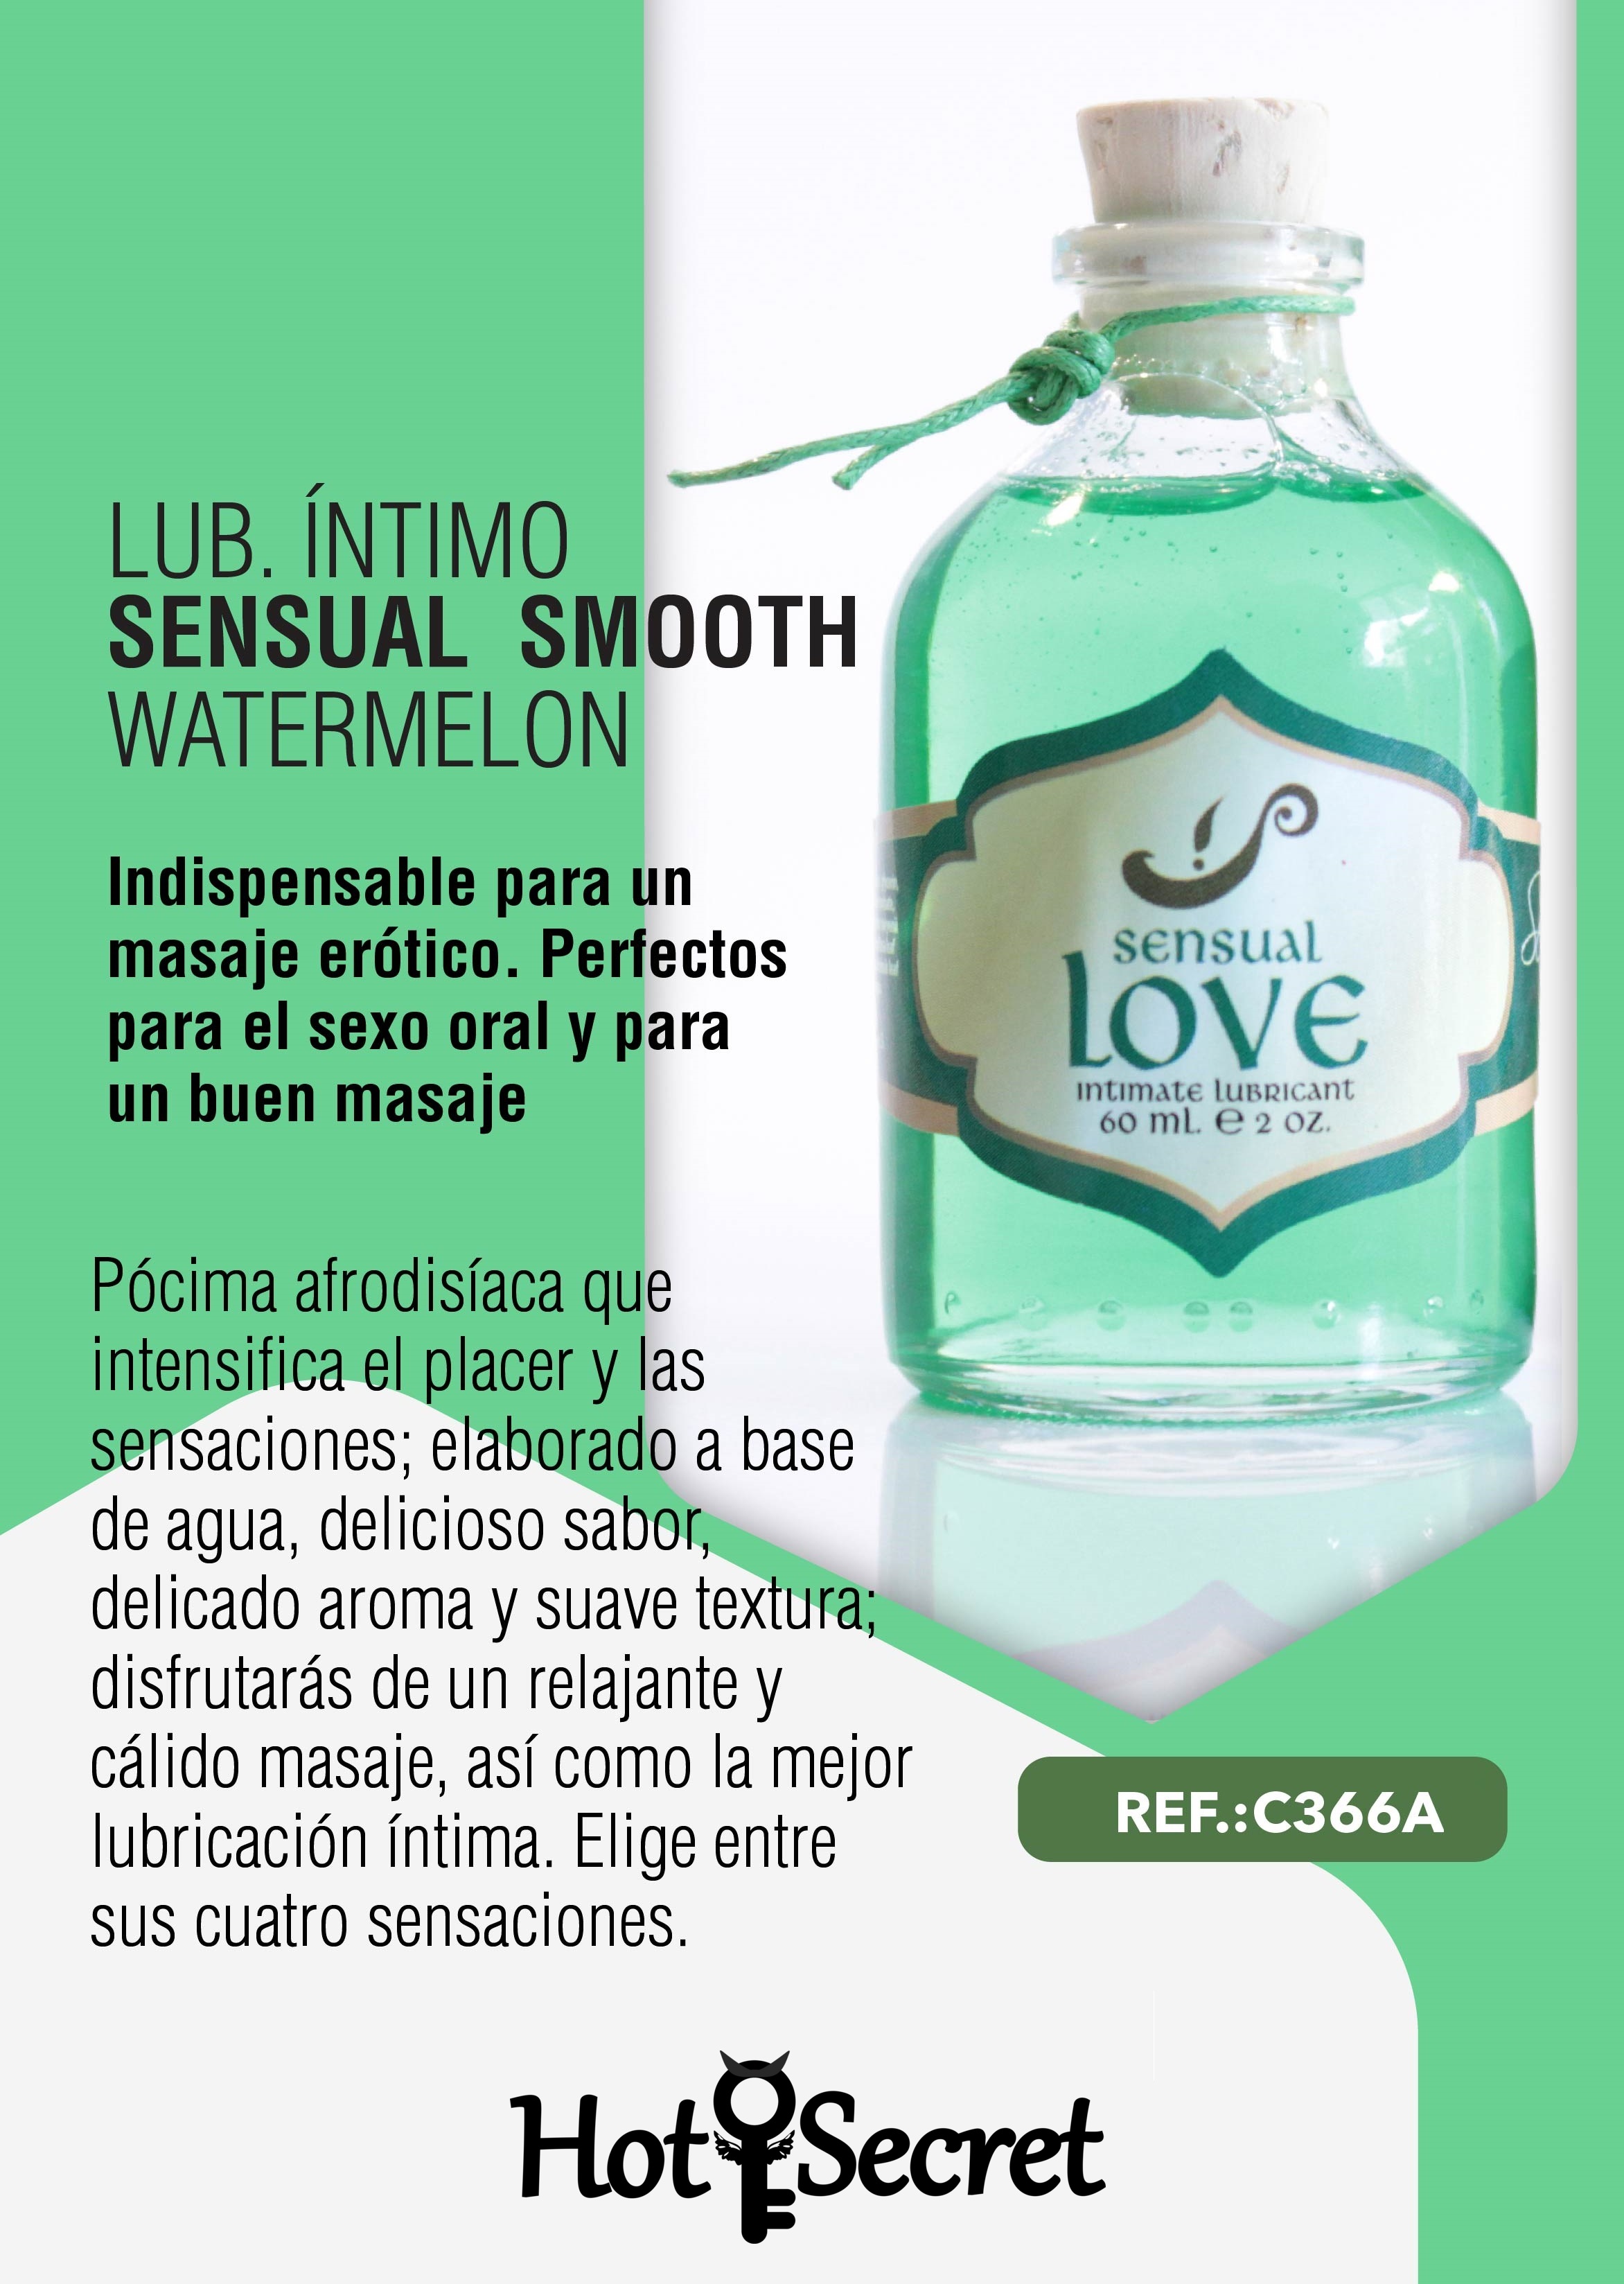 LUB. ÍNTIMO
SENSUAL SMOOTH
WATERMELON
Indispensable para un
masaje erótico. Perfectos
para el sexo oral y para
un buen masaje
Pócima afrodisíaca que
intensifica el placer y las
sensaciones; elaborado a base
de agua, delicioso sabor,
delicado aroma y suave textura;
disfrutarás de un relajante y
cálido masaje, así como la mejor
lubricación íntima. Elige entre
sus cuatro sensaciones.
sensual
LOVE
intimate lubricant
60 ml. e 2 oz.
REF.:C366A
Hot Secret